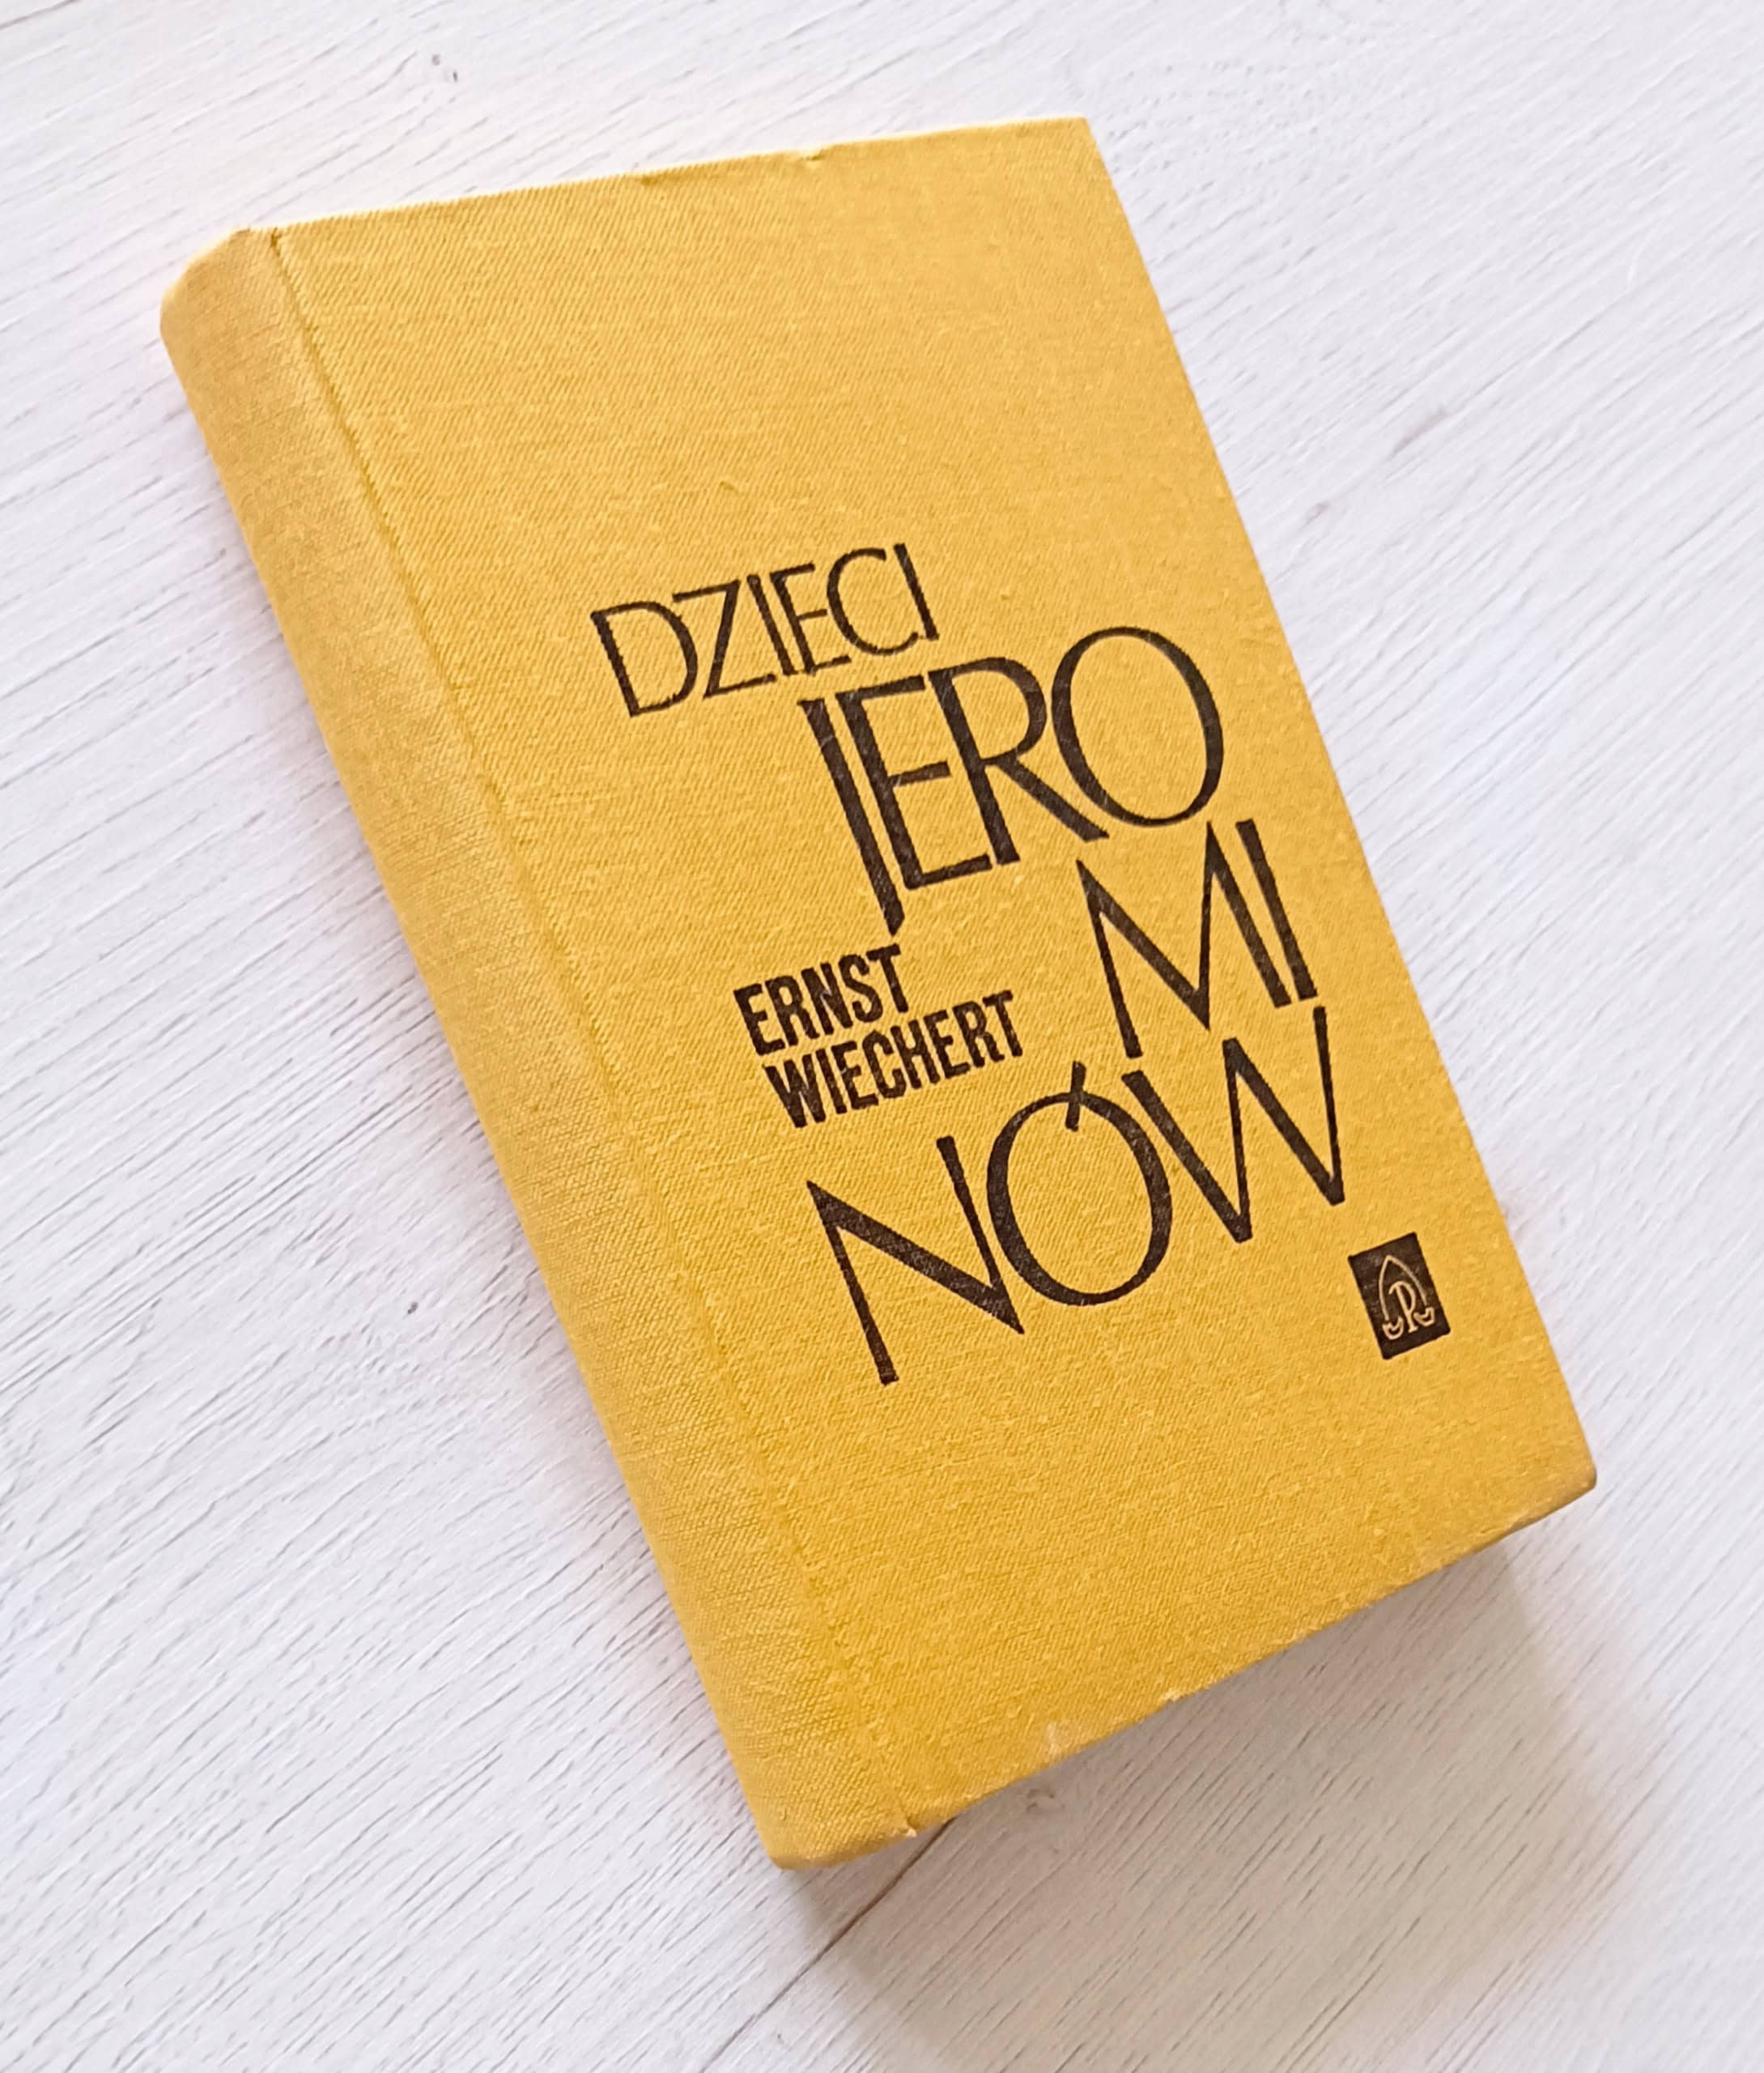 DZIECI
JERO
MI
NÓW
ERNST
WIECHERT
P